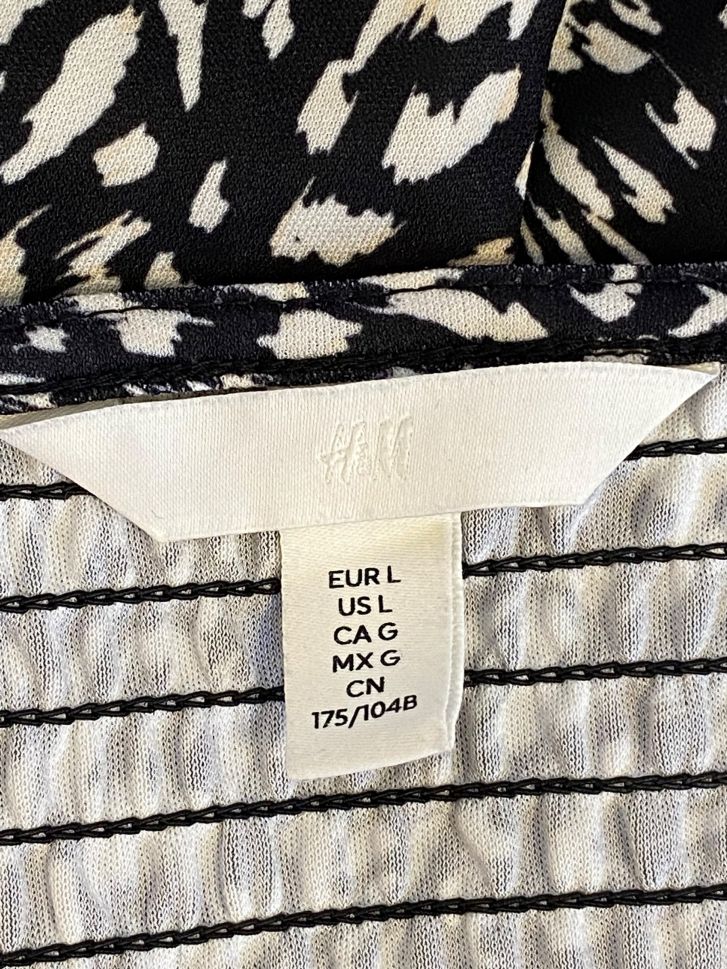 H&M
EUR L
US L
CA G
MX G
CN
175/104B